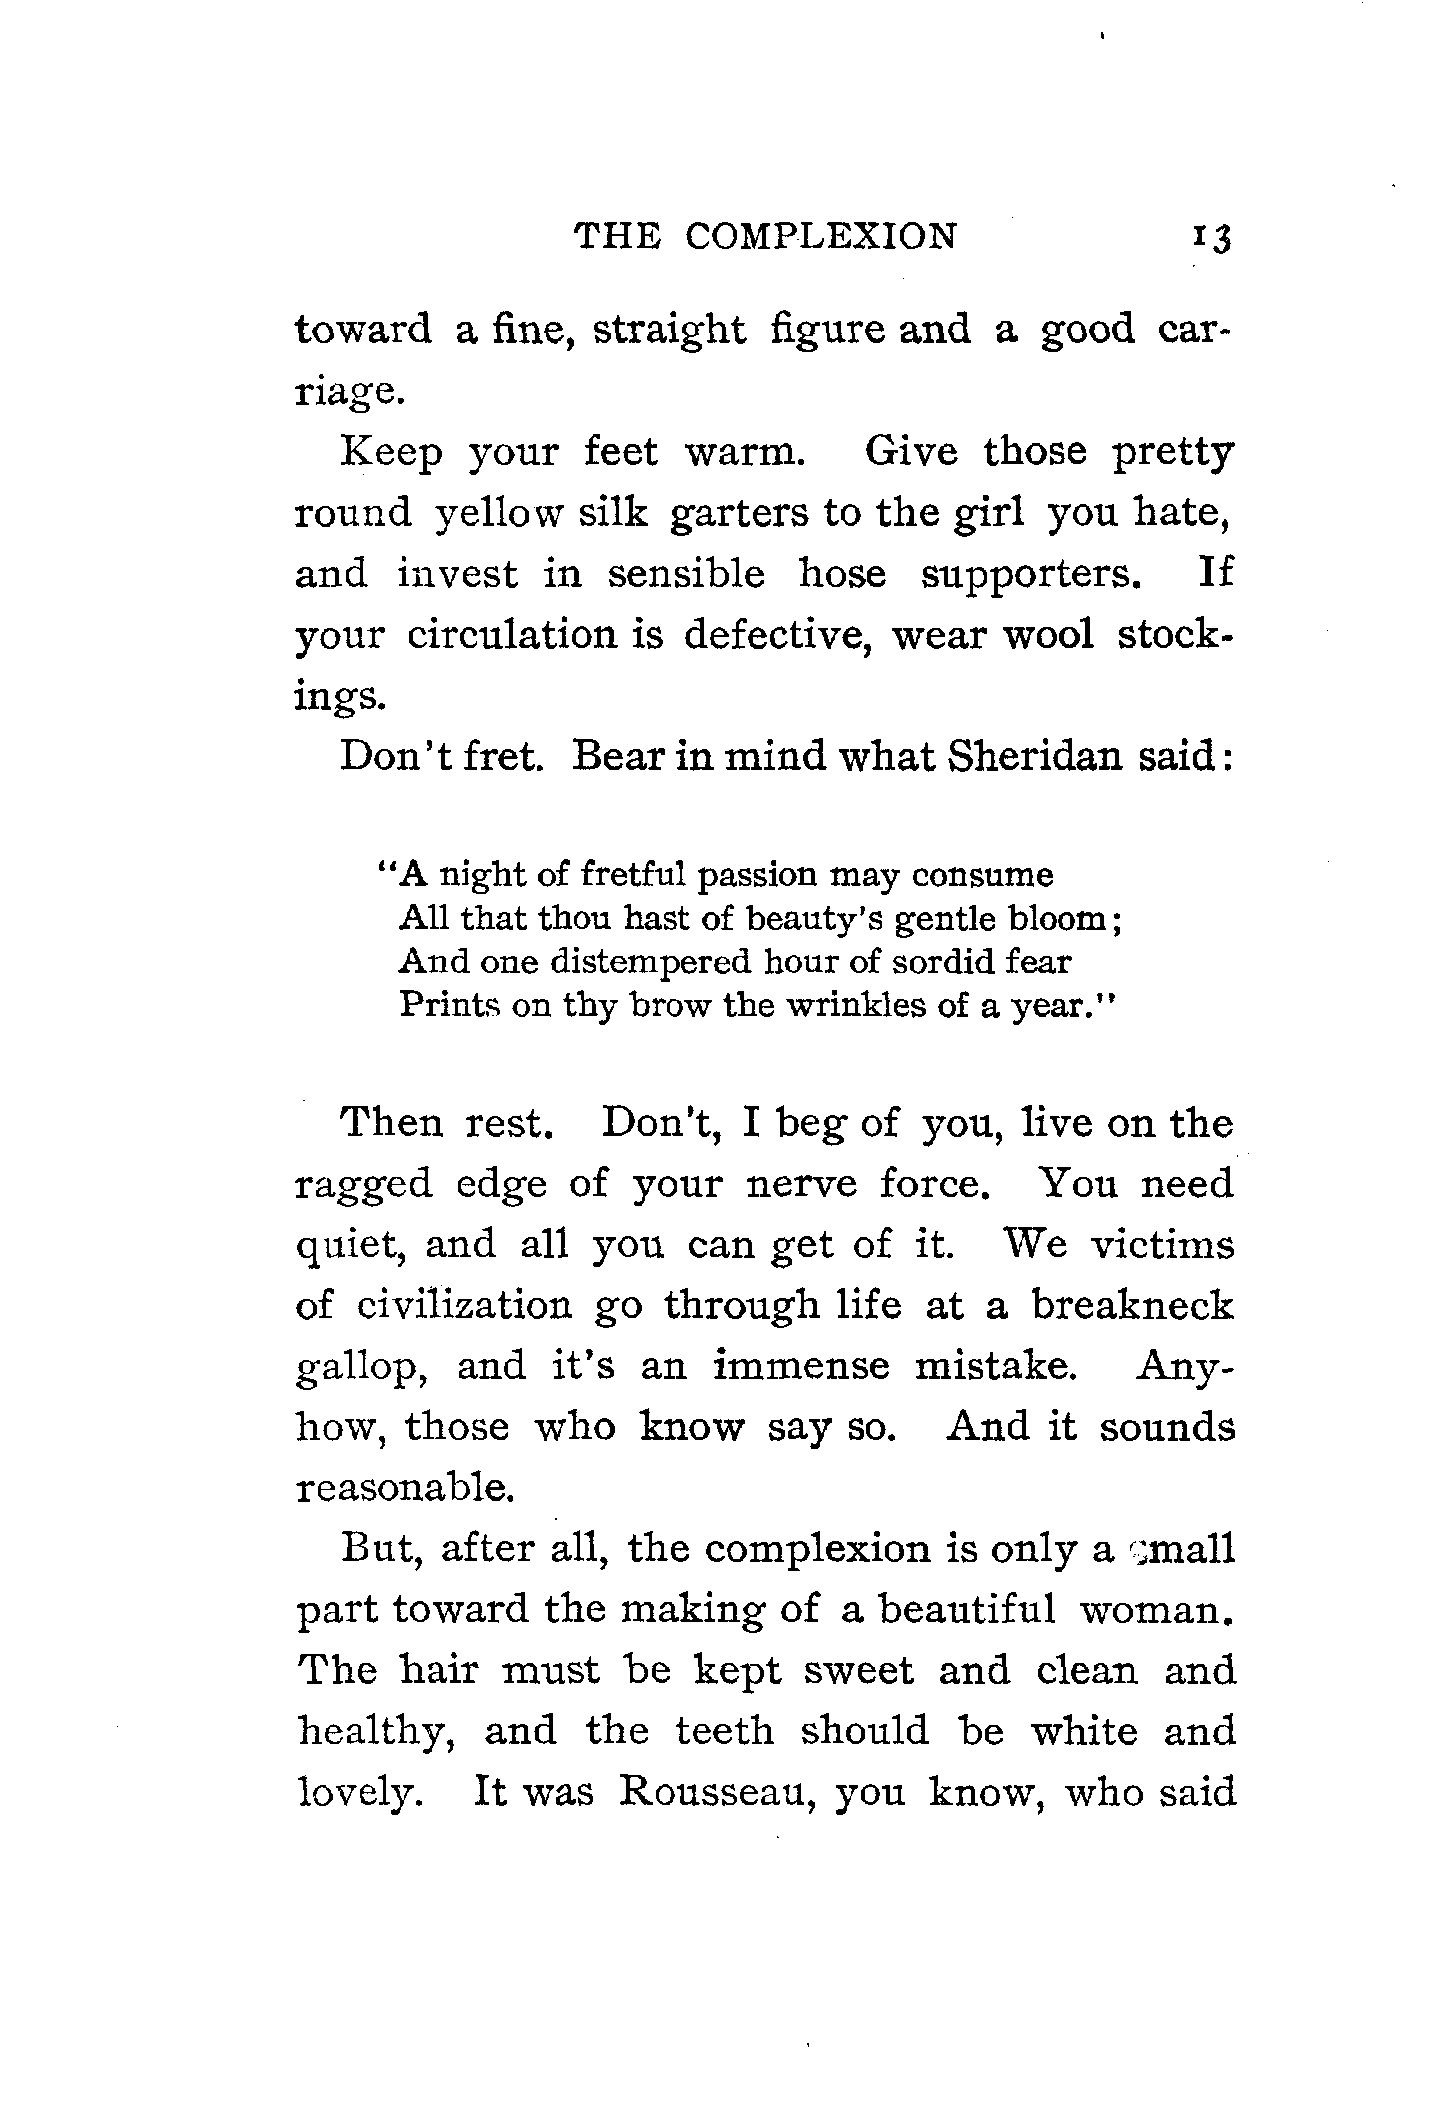 THE COMPLEXION 13
toward a fine, straight figure and a good car-
riage.
Keep your feet warm. Give those pretty
round yellow silk garters to the girl you hate,
and invest in sensible hose supporters. If
your circulation is defective, wear wool stock-
ings.
Don't fret. Bear in mind what Sheridan said:
"A night of fretful passion may consume
All that thou hast of beauty's gentle bloom;
And one distempered hour of sordid fear
Prints on thy brow the wrinkles of a year."
Then rest. Don't, I beg of you, live on the
ragged edge of your nerve force. You need
quiet, and all you can get of it. We victims
of civilization go through life at a breakneck
gallop, and it's an immense mistake. Any-
how, those who know say so. And it sounds
reasonable.
But, after all, the complexion is only a small
part toward the making of a beautiful woman.
The hair must be kept sweet and clean and
healthy, and the teeth should be white and
lovely. It was Rousseau, you know, who said